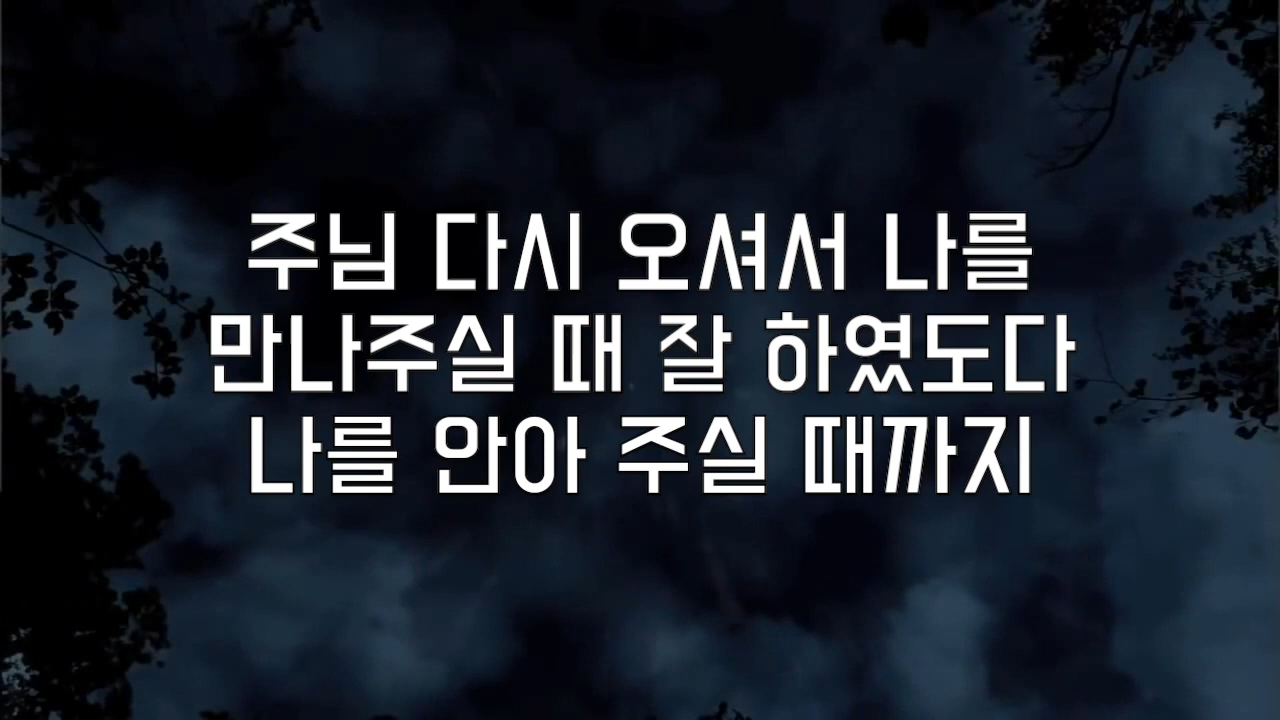 주님 다시 오셔서 나를
만나주실 때 잘 하였도다
나를 안아 주실 때까지